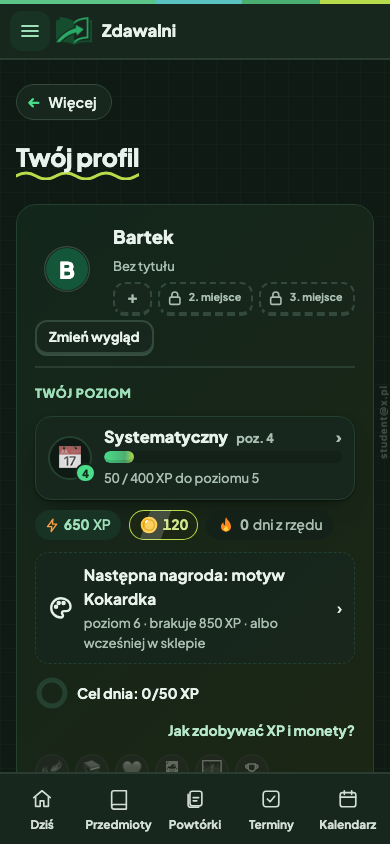 Zdawalni
Więcej
Twój profil
B
Bartek
Bez tytułu
+
2. miejsce
3. miejsce
Zmień wygląd
TWÓJ POZIOM
17
4
Systematyczny poz. 4
50 / 400 XP do poziomu 5
650 XP
120
0 dni z rzędu
Następna nagroda: motyw
Kokardka
poziom 6 · brakuje 850 XP · albo
wcześniej w sklepie
Cel dnia: 0/50 XP
Jak zdobywać XP i monety?
student@x.pl
Dziś
Przedmioty
Powtórki
Terminy
Kalendarz